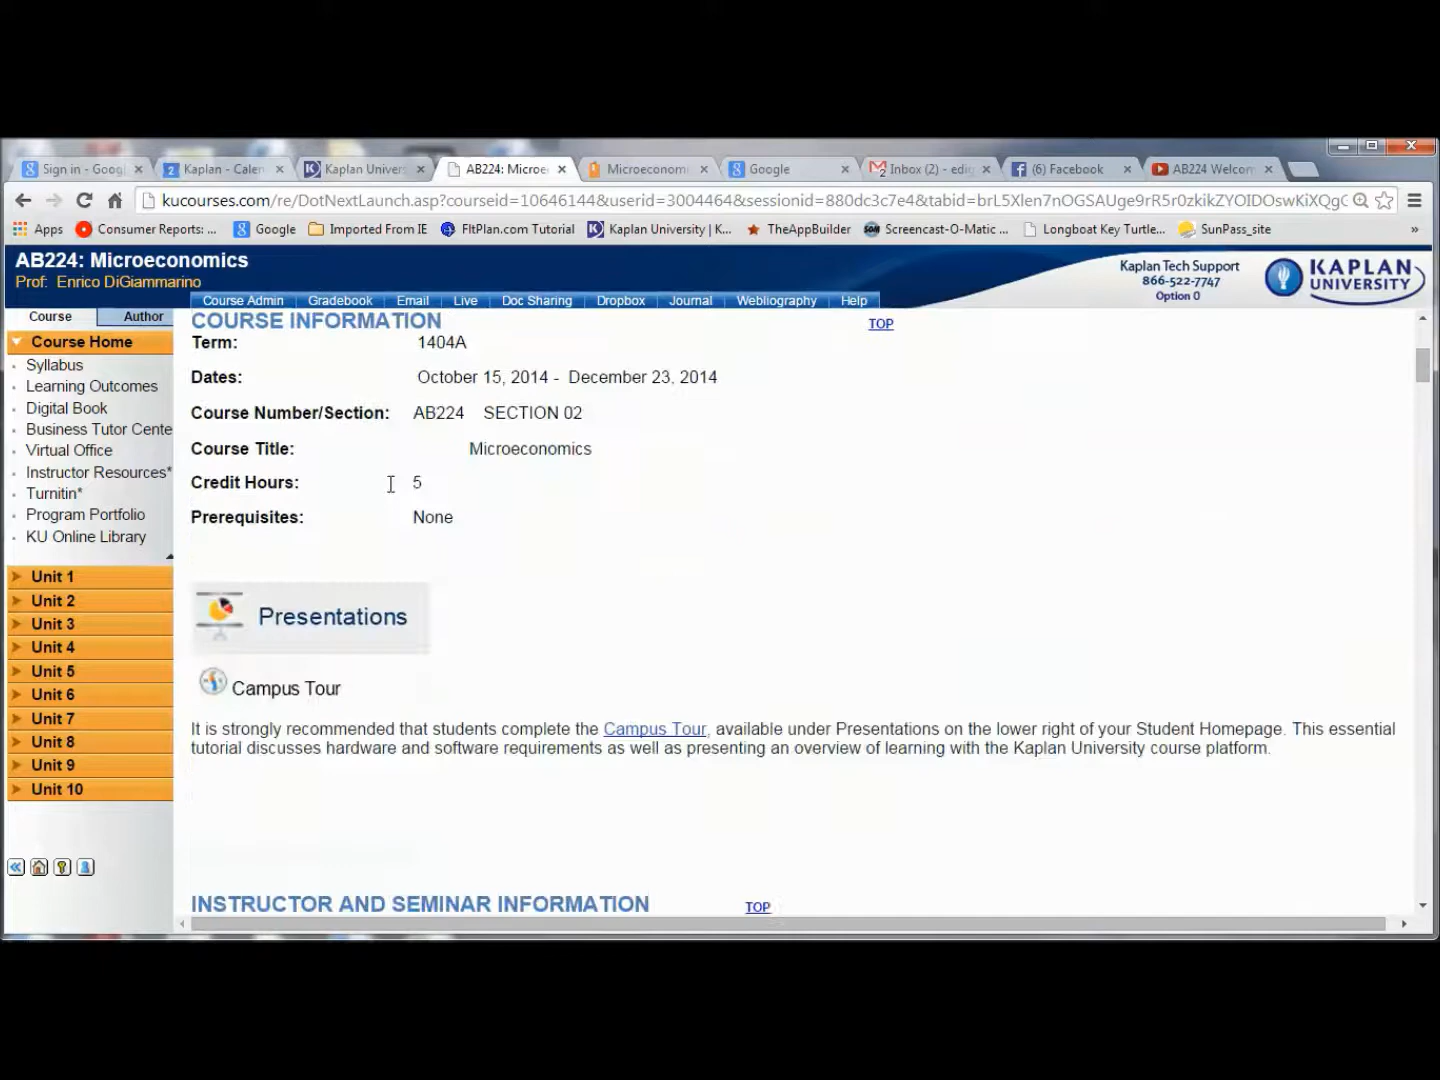 Sign in - Goog
Kaplan - Calen
Kaplan Univers
AB224: Microe
Microeconomi
Google
Inbox (2) - edig
(6) Facebook
AB224 Welcom
kucourses.com/re/DotNextLaunch.asp?courseid=10646144&userid=3004464&sessionid=880dc3c7e4&tabid=brL5Xlen7nOGSAUge9rR5r0zkikZYOIDOswKiXQgC
Apps Consumer Reports: ... Google Imported From IE FltPlan.com Tutorial Kaplan University | K... TheAppBuilder Screencast-O-Matic ... Longboat Key Turtle... SunPass_site »
AB224: Microeconomics
Prof: Enrico DiGiammarino
Kaplan Tech Support
866-522-7747
Option 0
KAPLAN
UNIVERSITY
Course Admin Gradebook Email Live Doc Sharing Dropbox Journal Webliography Help
Course Author
Course Home
Syllabus
Learning Outcomes
Digital Book
Business Tutor Cente
Virtual Office
Instructor Resources*
Turnitin*
Program Portfolio
KU Online Library
Unit 1
Unit 2
Unit 3
Unit 4
Unit 5
Unit 6
Unit 7
Unit 8
Unit 9
Unit 10
COURSE INFORMATION TOP
Term: 1404A
Dates: October 15, 2014 - December 23, 2014
Course Number/Section: AB224 SECTION 02
Course Title: Microeconomics
Credit Hours: 5
Prerequisites: None
Presentations
Campus Tour
It is strongly recommended that students complete the Campus Tour, available under Presentations on the lower right of your Student Homepage. This essential
tutorial discusses hardware and software requirements as well as presenting an overview of learning with the Kaplan University course platform.
INSTRUCTOR AND SEMINAR INFORMATION TOP